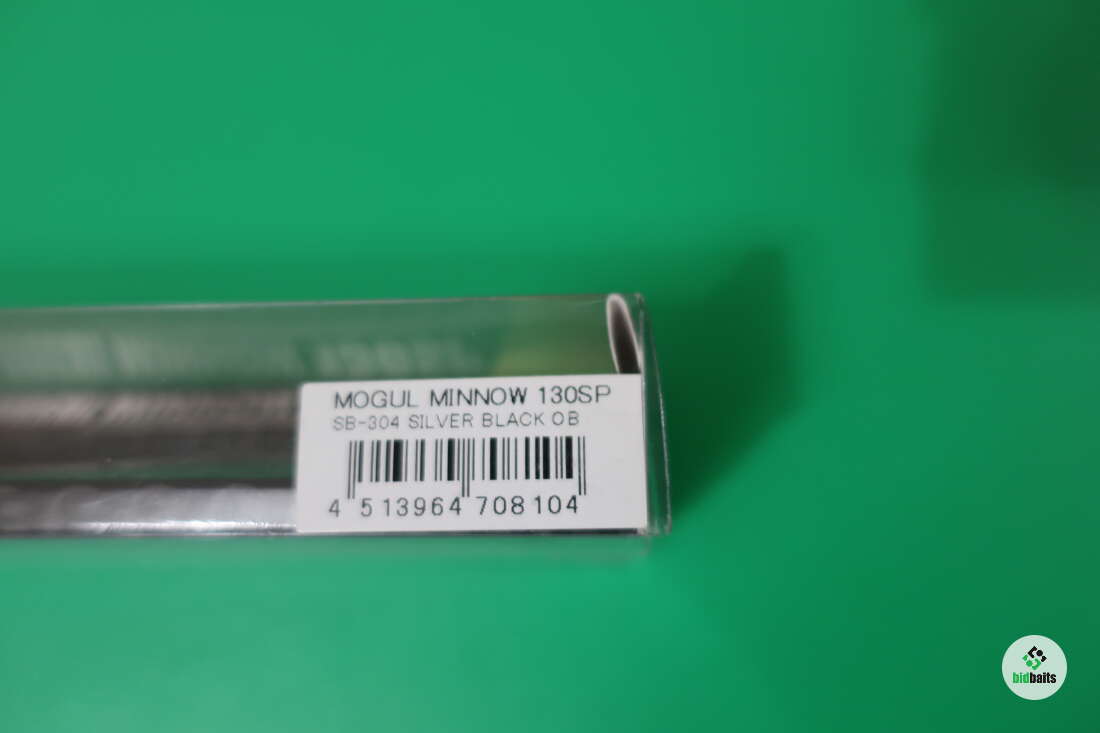 MOGUL MINNOW 130SP
SB-304 SILVER BLACK OB
4 513964 708104
bidbaits